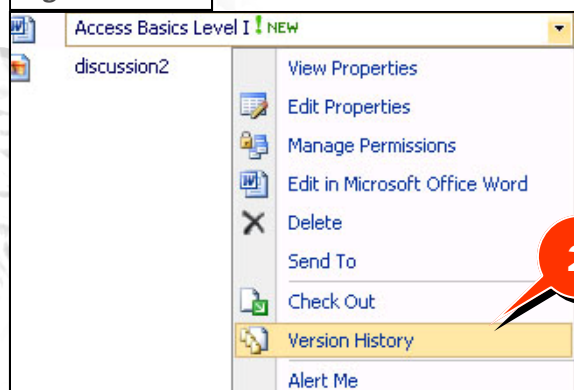 Access Basics Level I ! NEW
discussion2
View Properties
Edit Properties
Manage Permissions
Edit in Microsoft Office Word
Delete
Send To
2
Check Out
Version History
Alert Me